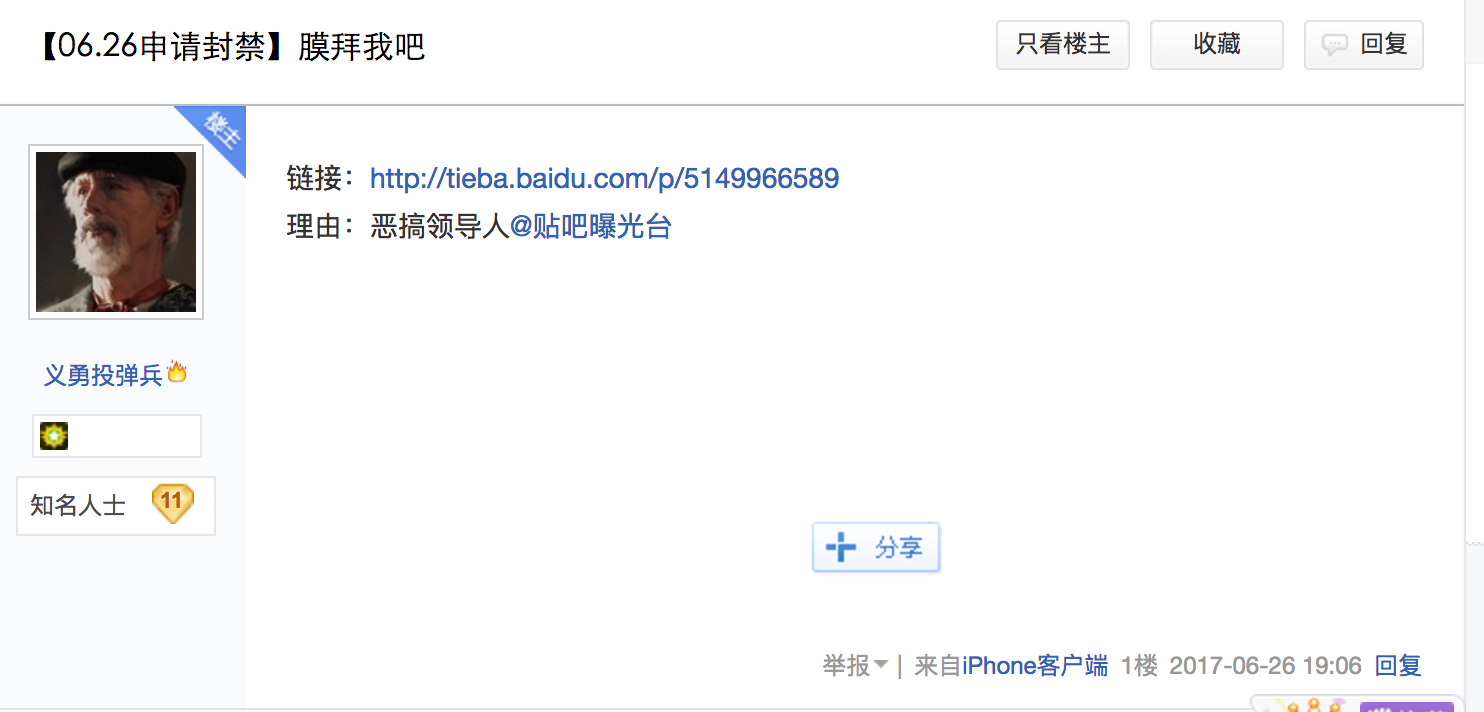 【06.26申请封禁】膜拜我吧
只看楼主
收藏
回复
楼主
链接：http://tieba.baidu.com/p/5149966589
理由：恶搞领导人@贴吧曝光台
义勇投弹兵
知名人士 11
分享
举报 | 来自iPhone客户端 1楼 2017-06-26 19:06 回复